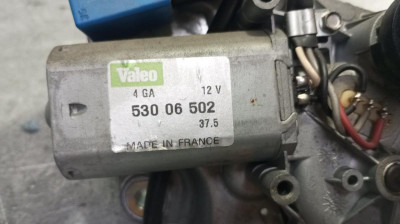 Valeo
4 GA 12 V
530 06 502
37.5
MADE IN FRANCE